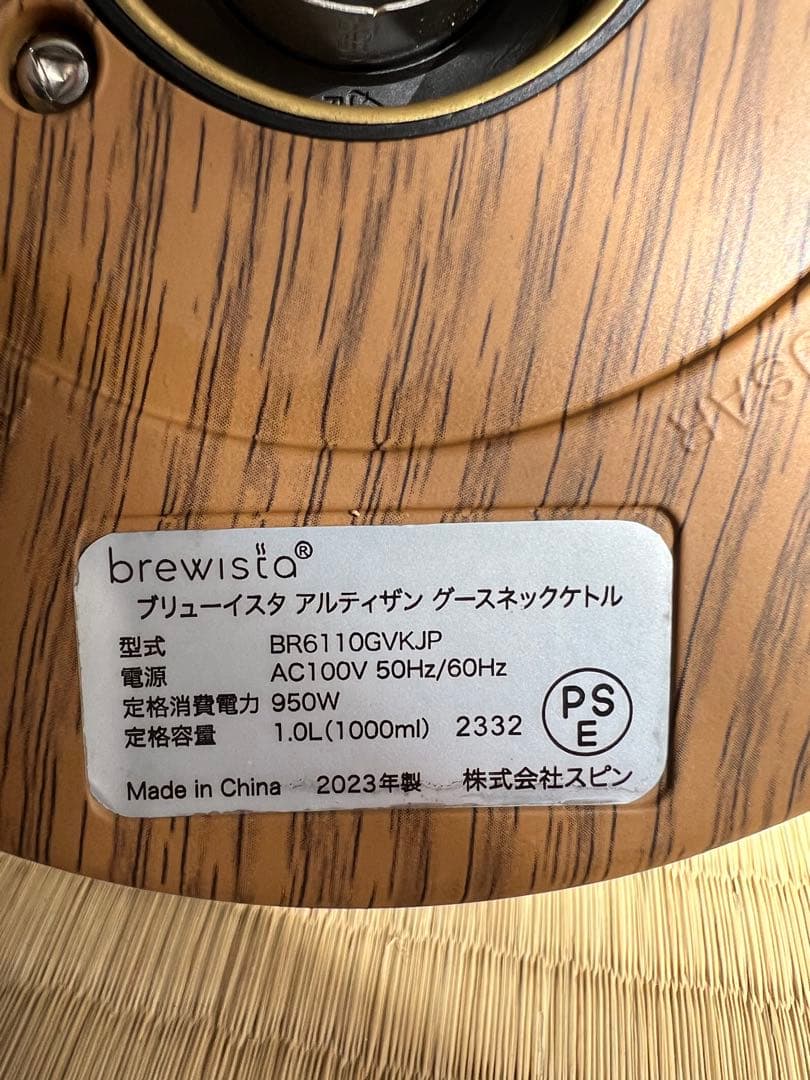 brewista®
ブリューイスタ アルティザン グースネックケトル
型式 BR6110GVKJP
電源 AC100V 50Hz/60Hz
定格消費電力 950W
定格容量 1.0L(1000ml) 2332
PS
E
Made in China 2023年製 株式会社スピン